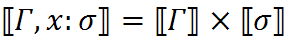 ⟦Γ, x: σ⟧ = ⟦Γ⟧ × ⟦σ⟧